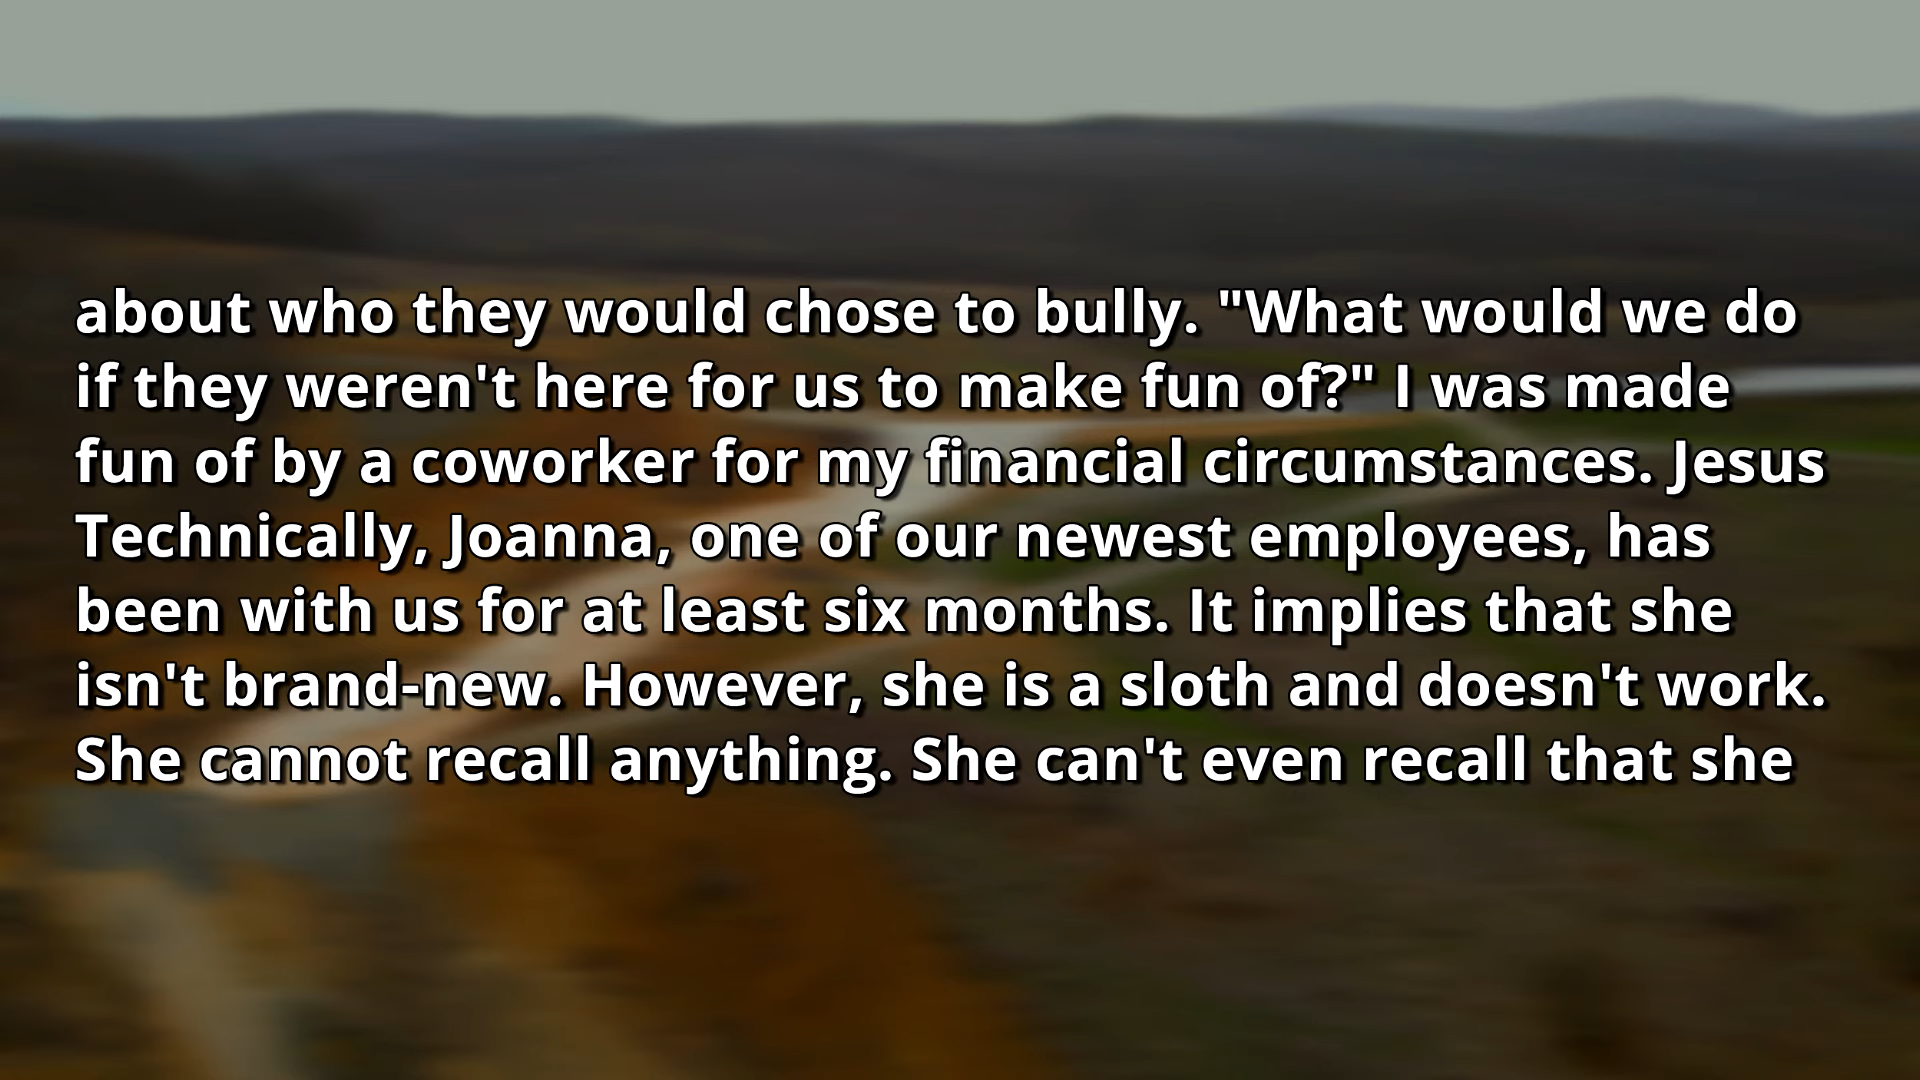 about who they would chose to bully. "What would we do
if they weren't here for us to make fun of?" I was made
fun of by a coworker for my financial circumstances. Jesus
Technically, Joanna, one of our newest employees, has
been with us for at least six months. It implies that she
isn't brand-new. However, she is a sloth and doesn't work.
She cannot recall anything. She can't even recall that she